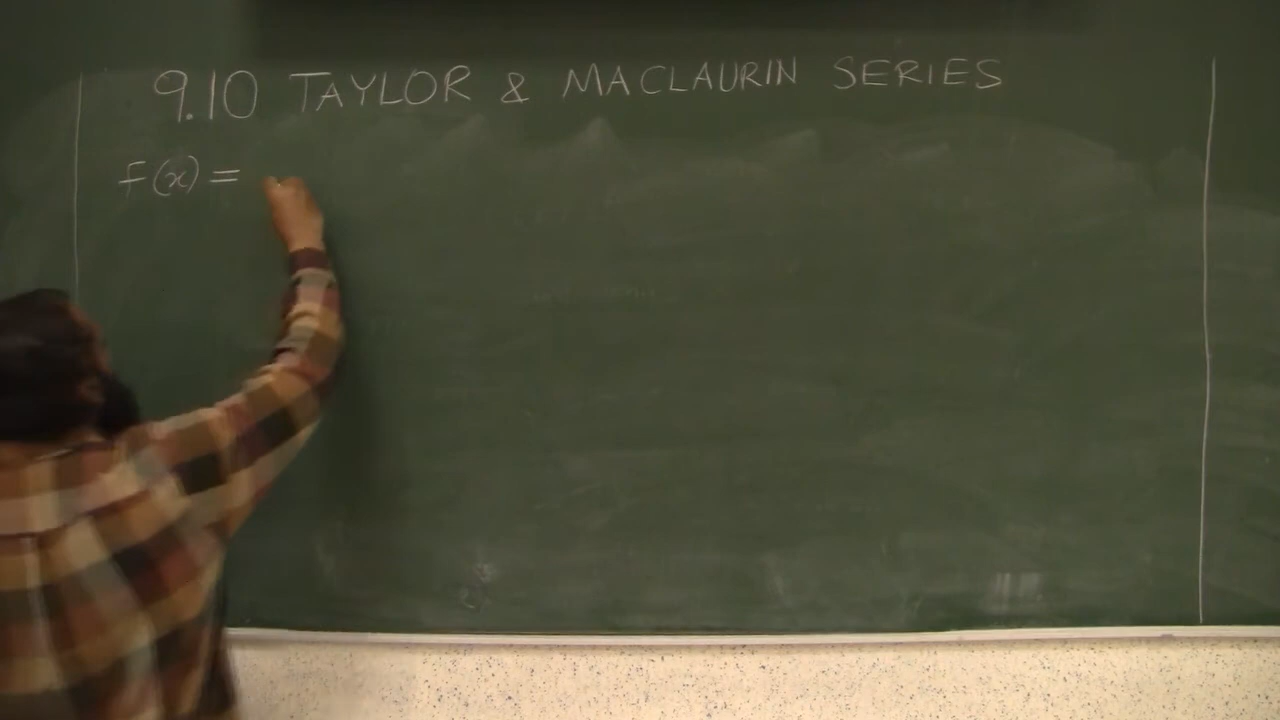 9.10 TAYLOR & MACLAURIN SERIES
f(x) =